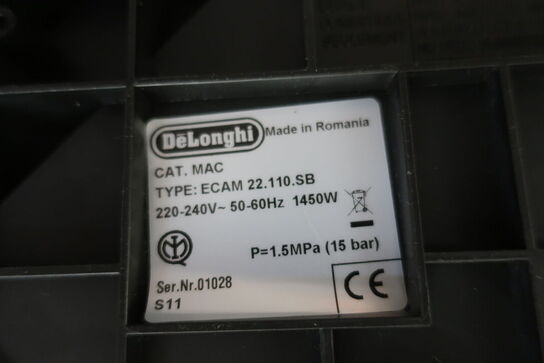 DeLonghi Made in Romania
CAT. MAC
TYPE: ECAM 22.110.SB
220-240V~ 50-60Hz 1450W
P=1.5MPa (15 bar)
Ser.Nr.01028
S11
CE